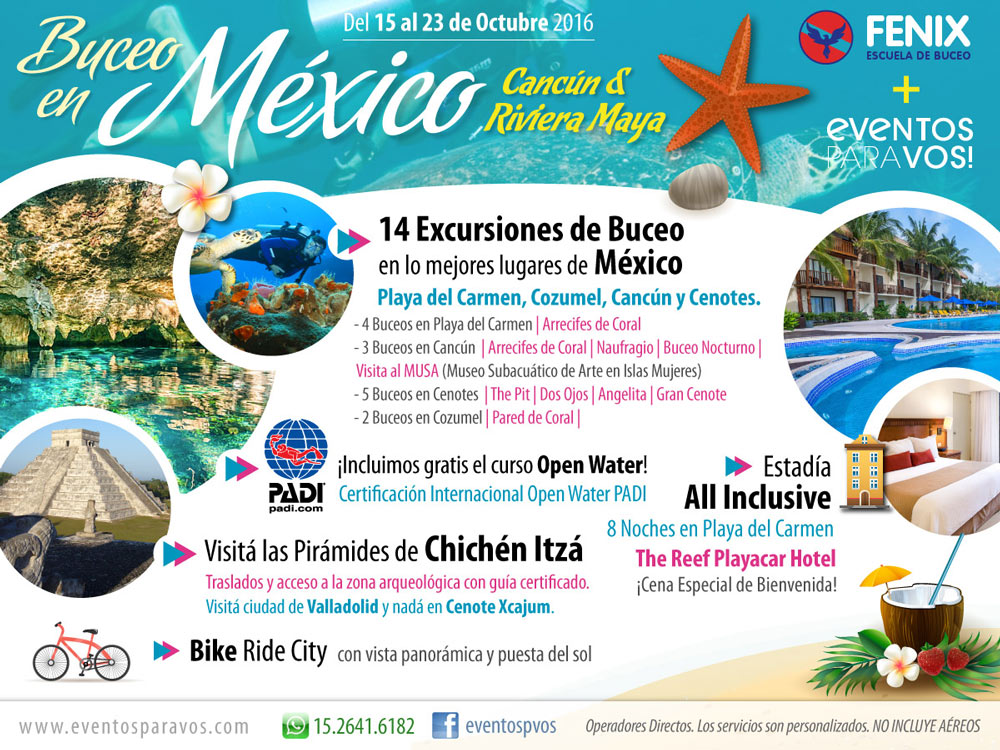 Del 15 al 23 de Octubre 2016
Buceo
en México
Cancún &
Riviera Maya
FENIX
ESCUELA DE BUCEO
+
eventos
PARAVOS!
14 Excursiones de Buceo
en lo mejores lugares de México
Playa del Carmen, Cozumel, Cancún y Cenotes.
- 4 Buceos en Playa del Carmen | Arrecifes de Coral
- 3 Buceos en Cancún | Arrecifes de Coral | Naufragio | Buceo Nocturno |
Visita al MUSA (Museo Subacuático de Arte en Islas Mujeres)
- 5 Buceos en Cenotes | The Pit | Dos Ojos | Angelita | Gran Cenote
- 2 Buceos en Cozumel | Pared de Coral |
PADI
padi.com
¡Incluimos gratis el curso Open Water!
Certificación Internacional Open Water PADI
Estadía
All Inclusive
8 Noches en Playa del Carmen
The Reef Playacar Hotel
¡Cena Especial de Bienvenida!
Visitá las Pirámides de Chichén Itzá
Traslados y acceso a la zona arqueológica con guía certificado.
Visitá ciudad de Valladolid y nadá en Cenote Xcajum.
Bike Ride City con vista panorámica y puesta del sol
www.eventosparavos.com
15.2641.6182
eventospvos
Operadores Directos. Los servicios son personalizados. NO INCLUYE AÉREOS